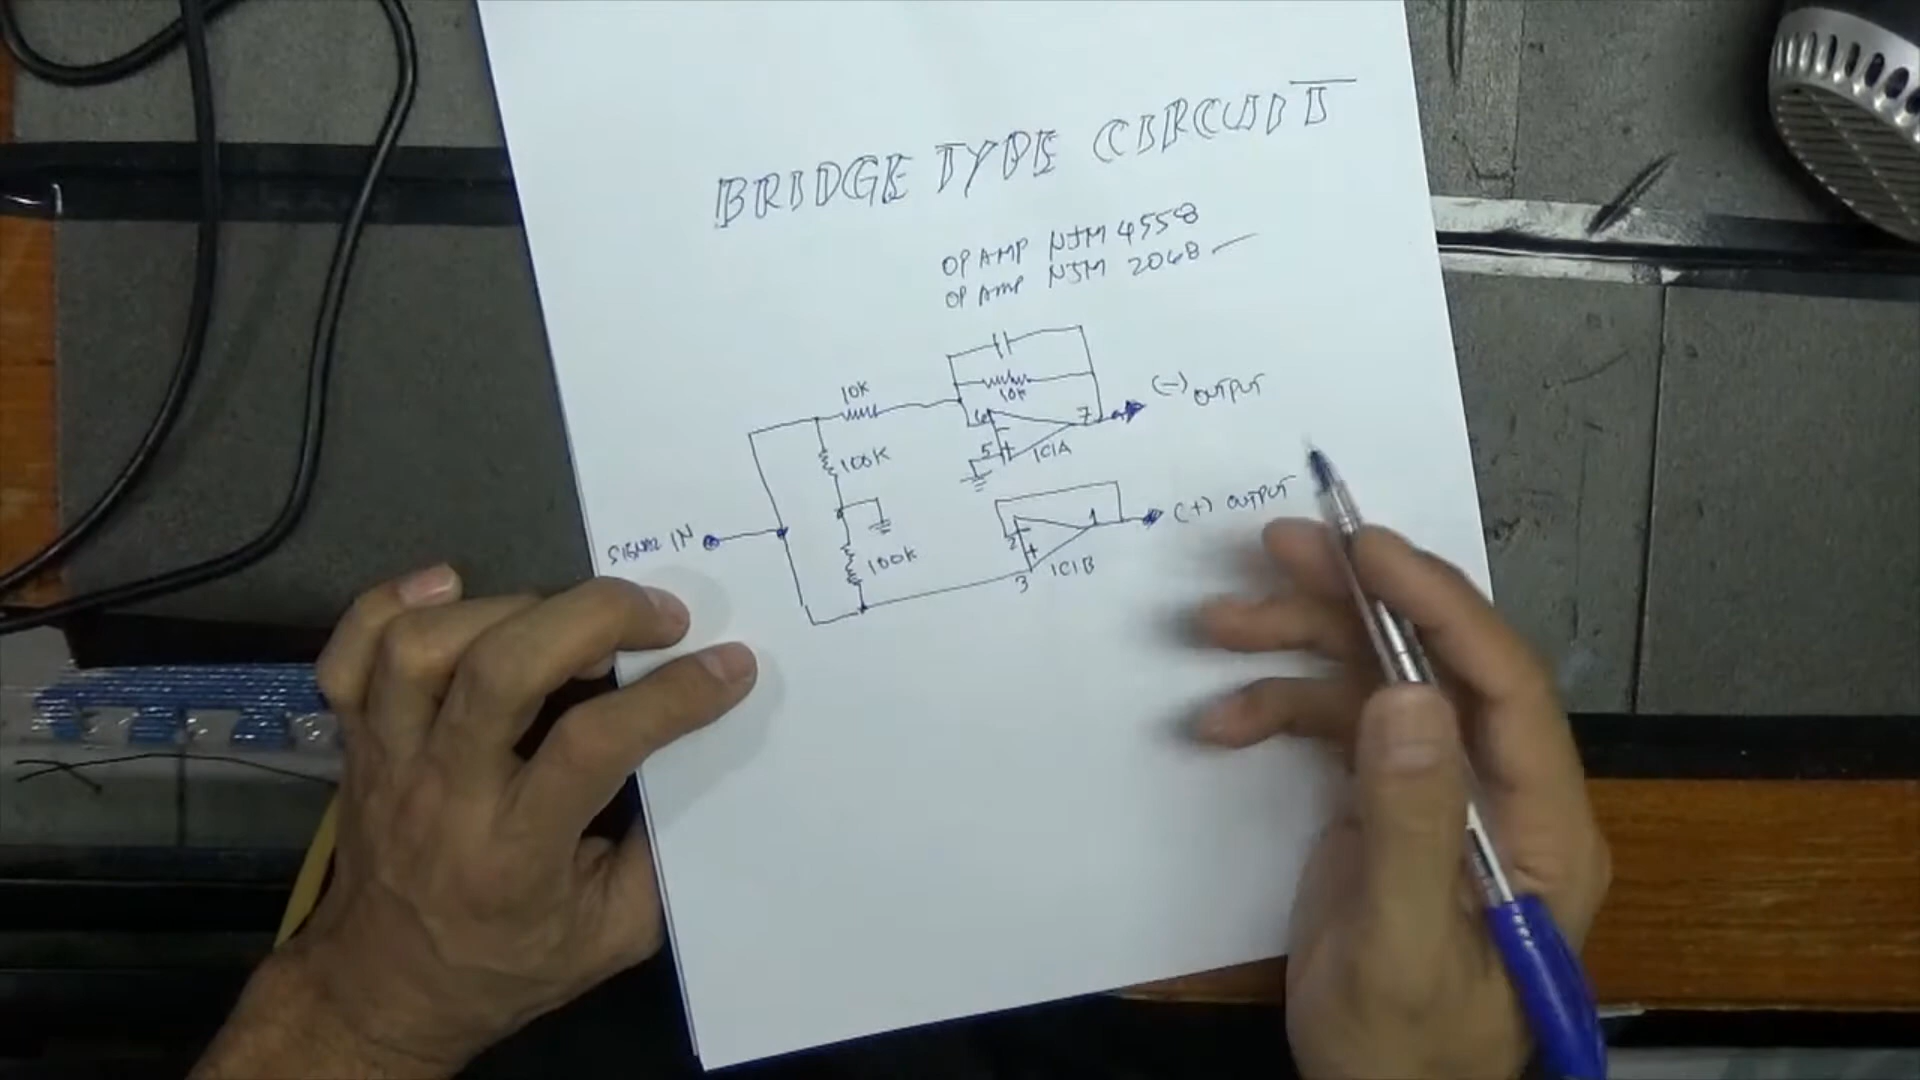 BRIDGE TYPE CIRCUIT
OP AMP NJM 4558
OP AMP NJM 2068
10K
10K
(-) OUTPUT
6
7
5
IC1A
100K
SIGNAL IN
100K
2
1
(+) OUTPUT
3
IC1B